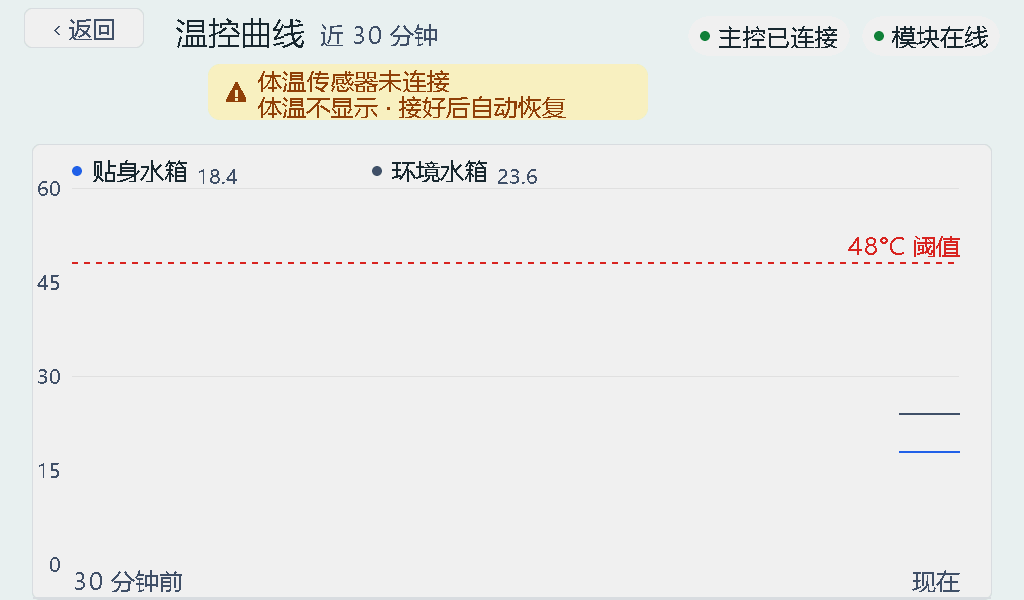 ‹ 返回
温控曲线 近 30 分钟
主控已连接
模块在线
体温传感器未连接
体温不显示 · 接好后自动恢复
贴身水箱 18.4
环境水箱 23.6
60
48°C 阈值
45
30
15
0
30 分钟前
现在